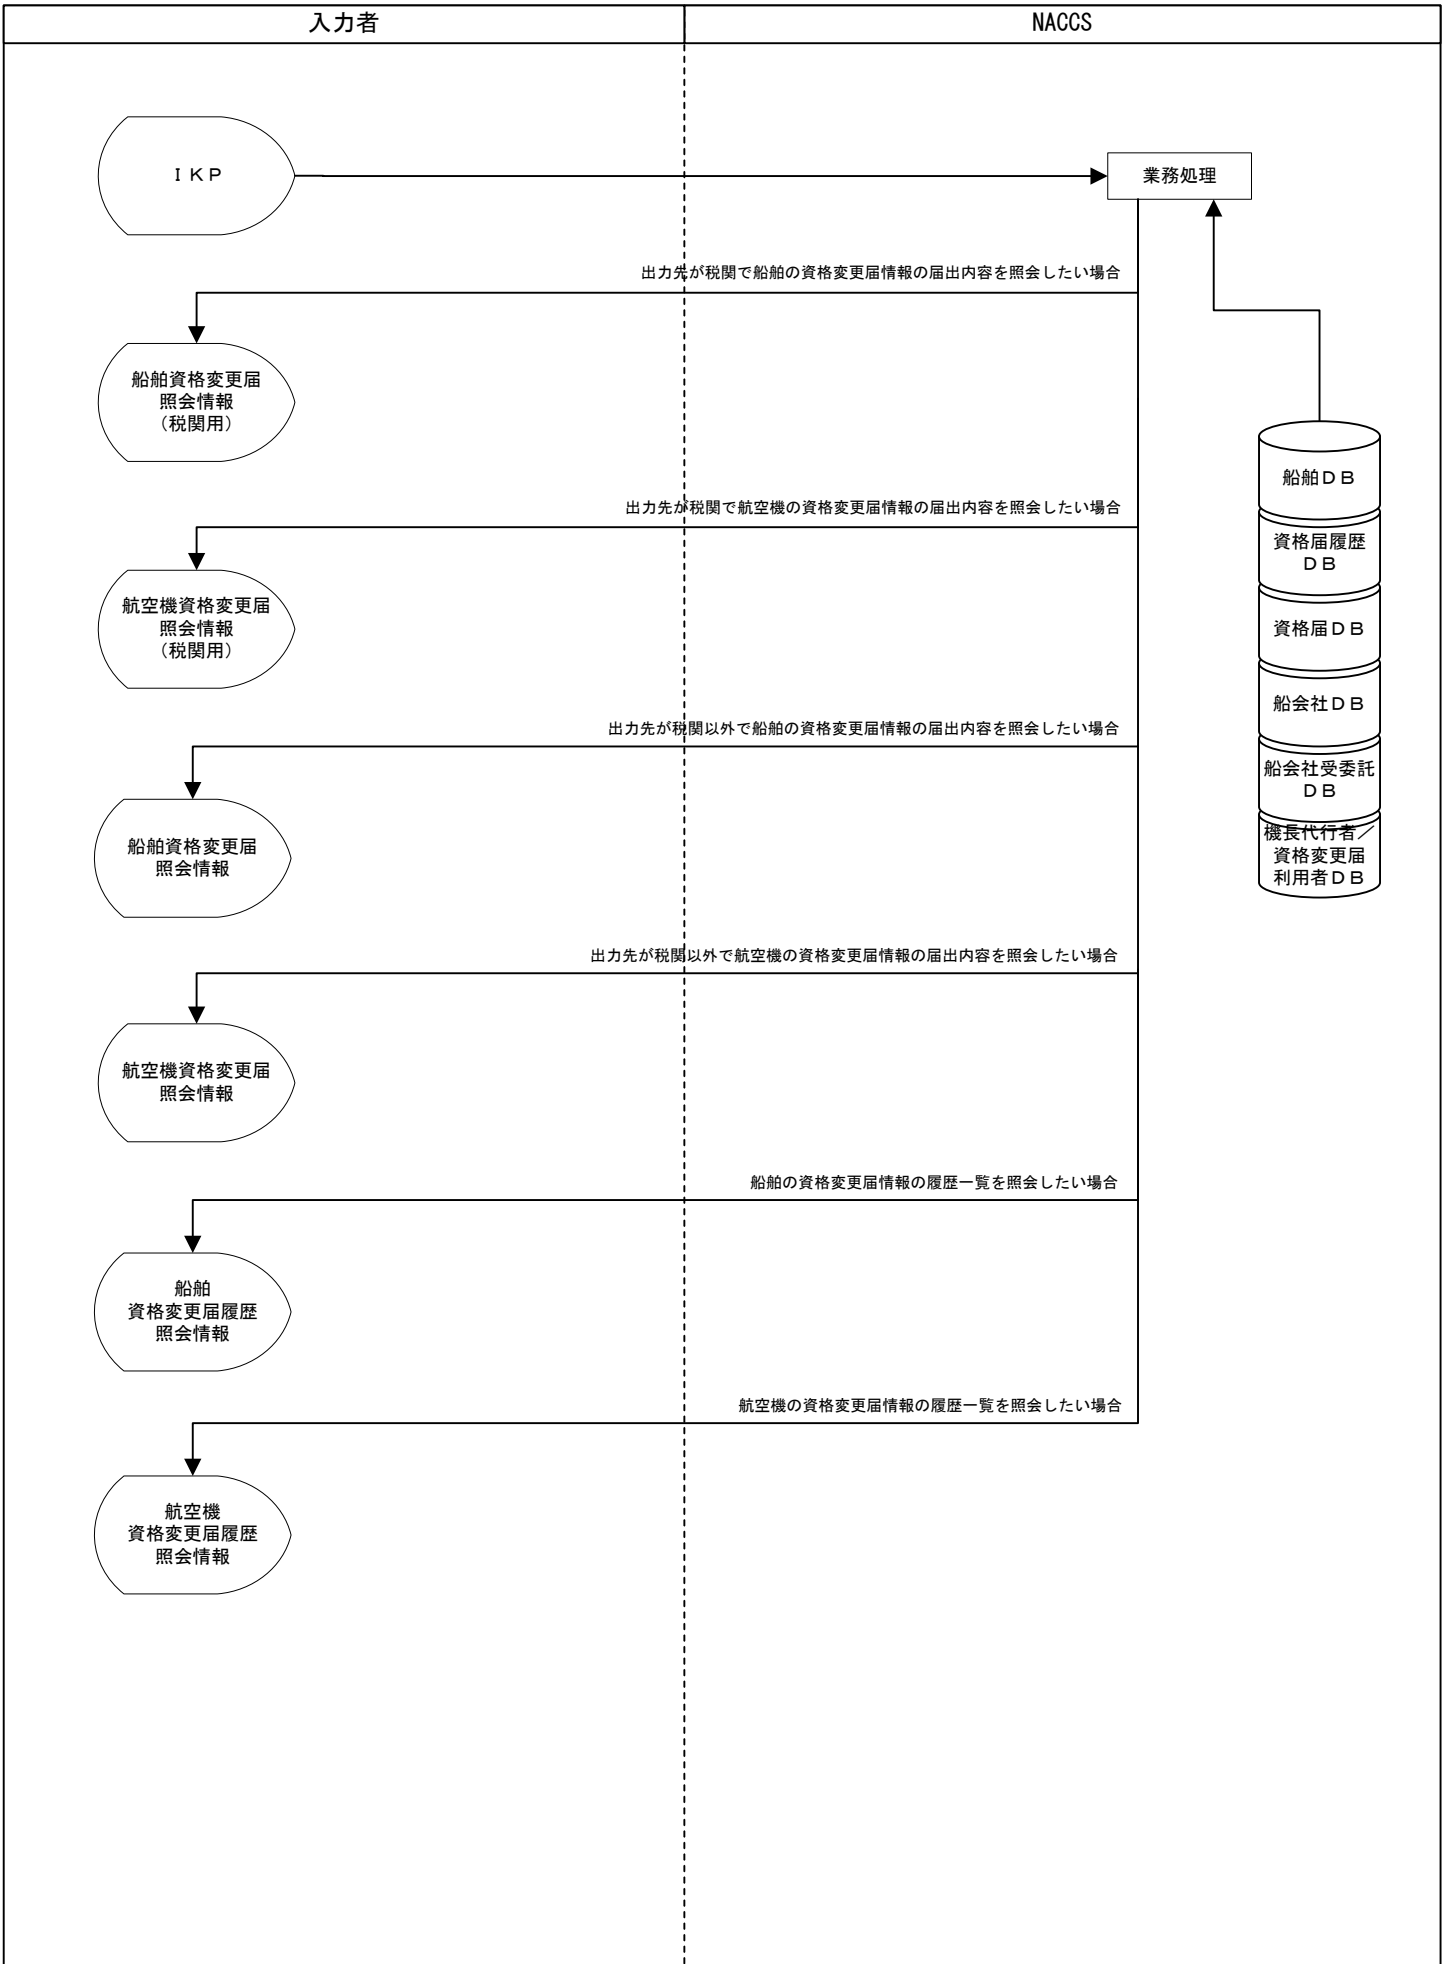 入力者
NACCS
ＩＫＰ
業務処理
出力先が税関で船舶の資格変更届情報の届出内容を照会したい場合
船舶資格変更届
照会情報
（税関用）
船舶ＤＢ
出力先が税関で航空機の資格変更届情報の届出内容を照会したい場合
資格届履歴
ＤＢ
航空機資格変更届
照会情報
（税関用）
資格届ＤＢ
船会社ＤＢ
出力先が税関以外で船舶の資格変更届情報の届出内容を照会したい場合
船会社受委託
ＤＢ
船舶資格変更届
照会情報
機長代行者／
資格変更届
利用者ＤＢ
出力先が税関以外で航空機の資格変更届情報の届出内容を照会したい場合
航空機資格変更届
照会情報
船舶の資格変更届情報の履歴一覧を照会したい場合
船舶
資格変更届履歴
照会情報
航空機の資格変更届情報の履歴一覧を照会したい場合
航空機
資格変更届履歴
照会情報